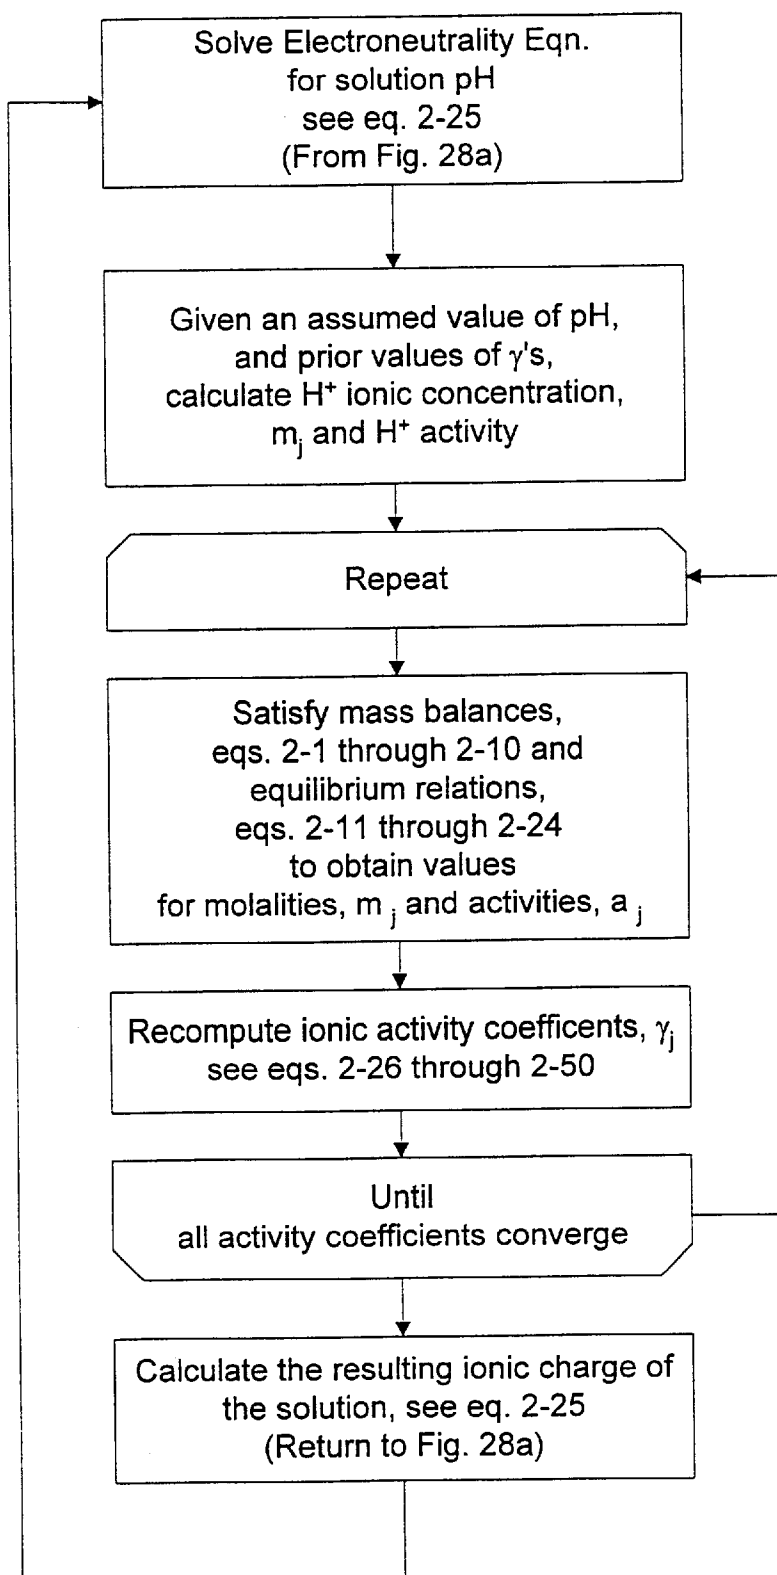 Solve Electroneutrality Eqn.
for solution pH
see eq. 2-25
(From Fig. 28a)
Given an assumed value of pH,
and prior values of γ's,
calculate H⁺ ionic concentration,
mⱼ and H⁺ activity
Repeat
Satisfy mass balances,
eqs. 2-1 through 2-10 and
equilibrium relations,
eqs. 2-11 through 2-24
to obtain values
for molalities, m ⱼ and activities, a ⱼ
Recompute ionic activity coefficents, γⱼ
see eqs. 2-26 through 2-50
Until
all activity coefficients converge
Calculate the resulting ionic charge of
the solution, see eq. 2-25
(Return to Fig. 28a)